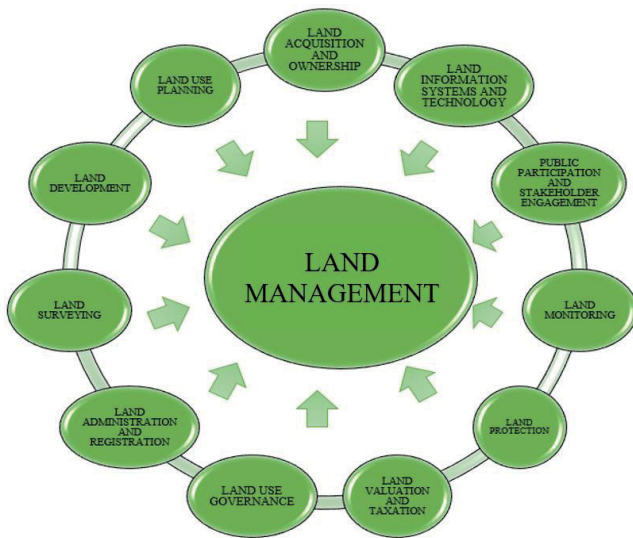 LAND
ACQUISITION
AND
OWNERSHIP
LAND
INFORMATION
SYSTEMS AND
TECHNOLOGY
PUBLIC
PARTICIPATION
AND
STAKEHOLDER
ENGAGEMENT
LAND
MONITORING
LAND
PROTECTION
LAND
VALUATION
AND
TAXATION
LAND USE
GOVERNANCE
LAND
ADMINISTRATION
AND
REGISTRATION
LAND
SURVEYING
LAND
DEVELOPMENT
LAND USE
PLANNING
LAND
MANAGEMENT